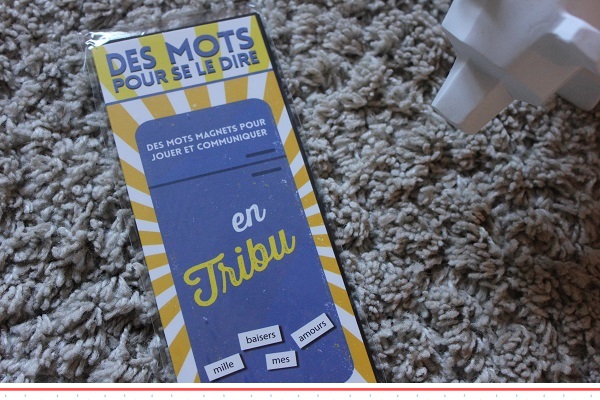 DES MOTS
POUR SE LE DIRE
DES MOTS MAGNETS POUR
JOUER ET COMMUNIQUER
en
Tribu
mille
baisers
mes
amours